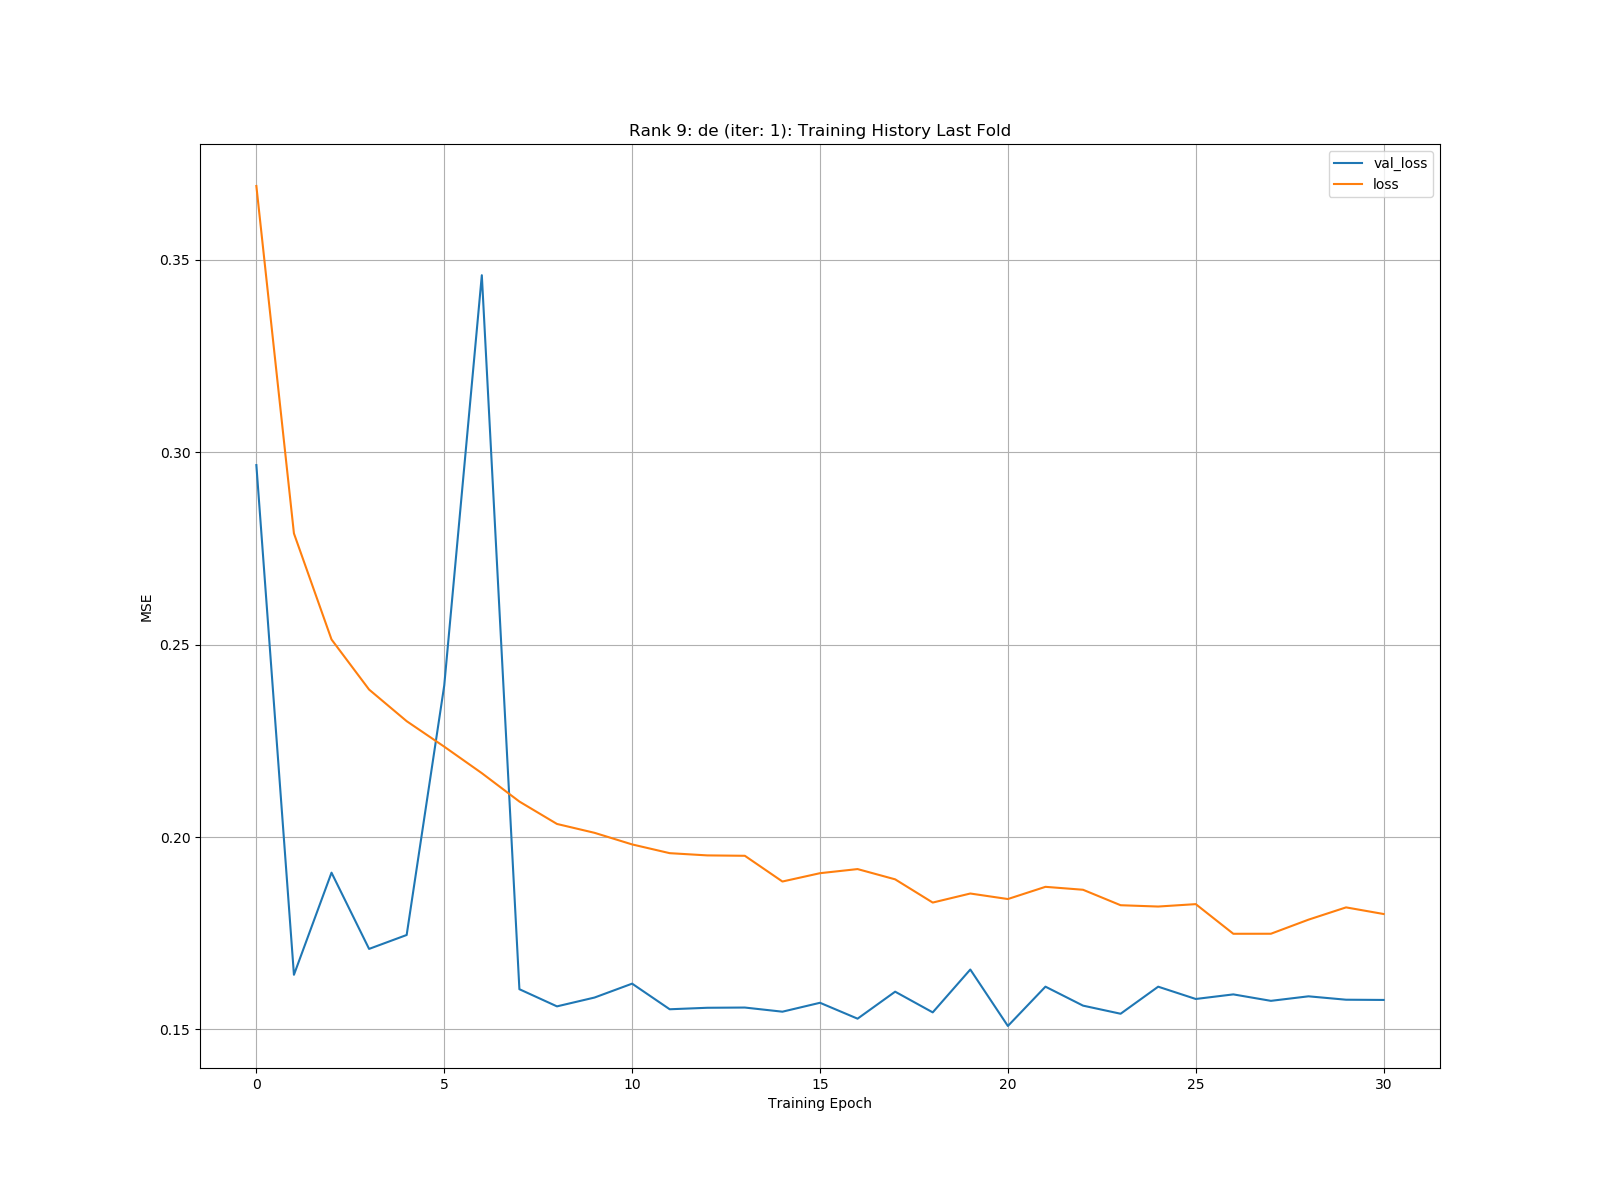 Rank 9: de (iter: 1): Training History Last Fold
val_loss
loss
0.35
0.30
0.25
0.20
0.15
MSE
0
5
10
15
20
25
30
Training Epoch